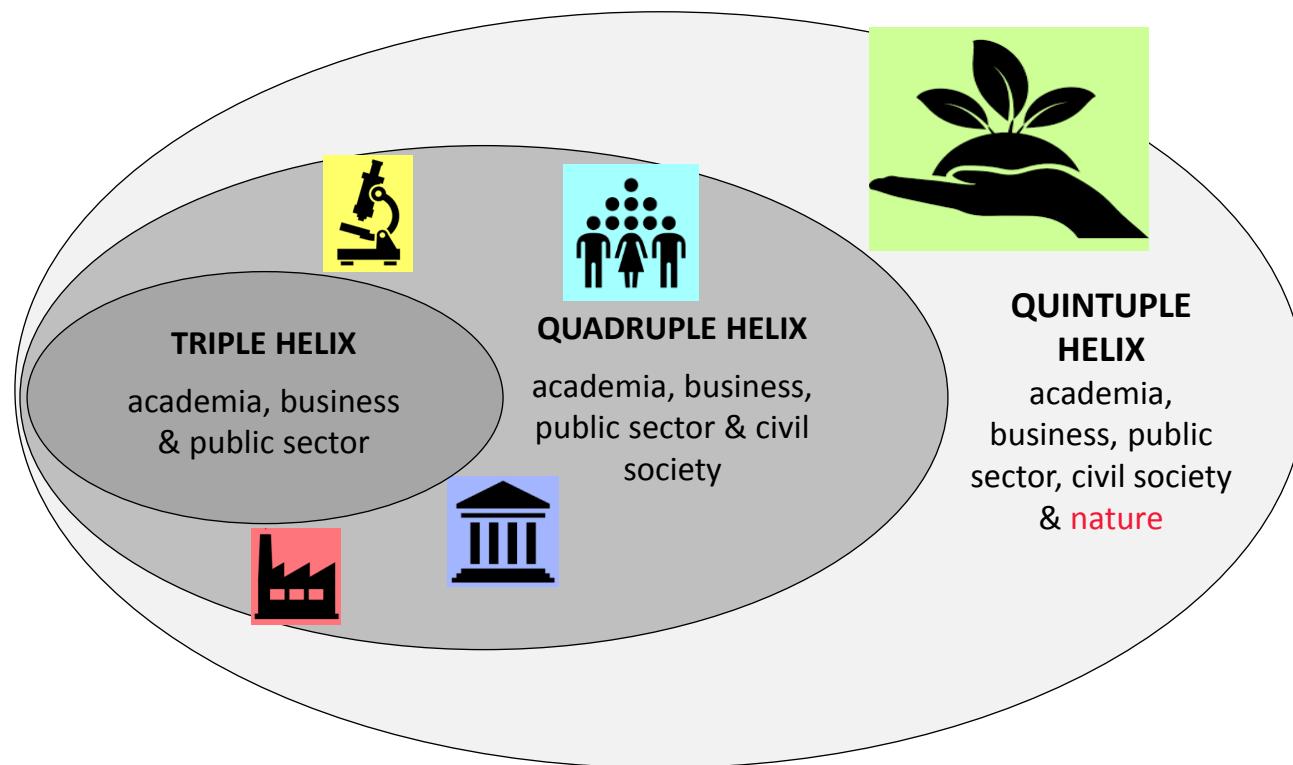 TRIPLE HELIX
academia, business
& public sector
QUADRUPLE HELIX
academia, business,
public sector & civil
society
QUINTUPLE
HELIX
academia,
business, public
sector, civil society
& nature